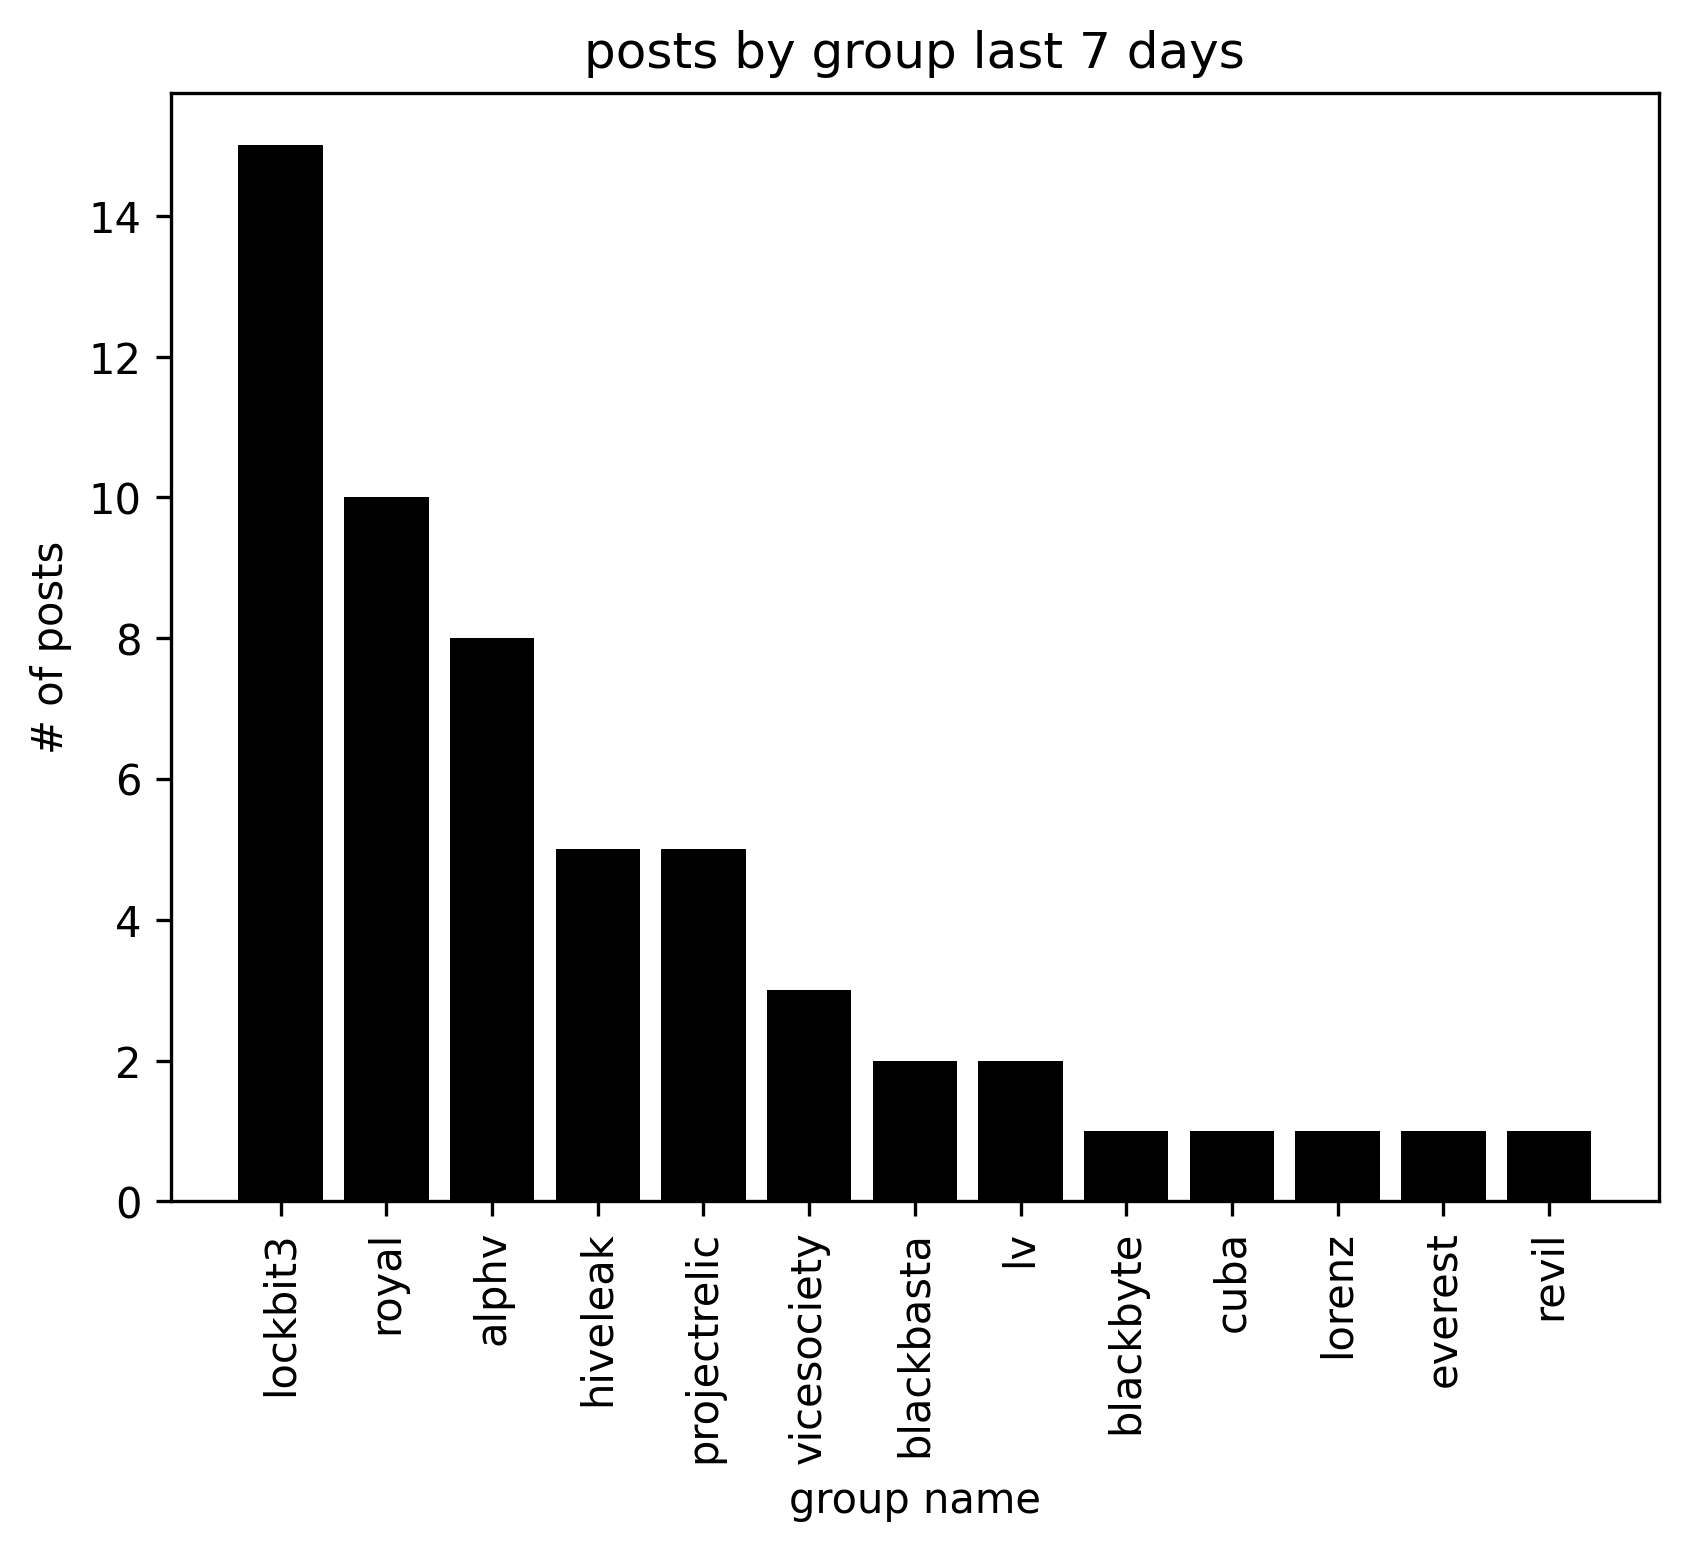 posts by group last 7 days
# of posts
14
12
10
8
6
4
2
0
lockbit3
royal
alphv
hiveleak
projectrelic
vicesociety
blackbasta
lv
blackbyte
cuba
lorenz
everest
revil
group name